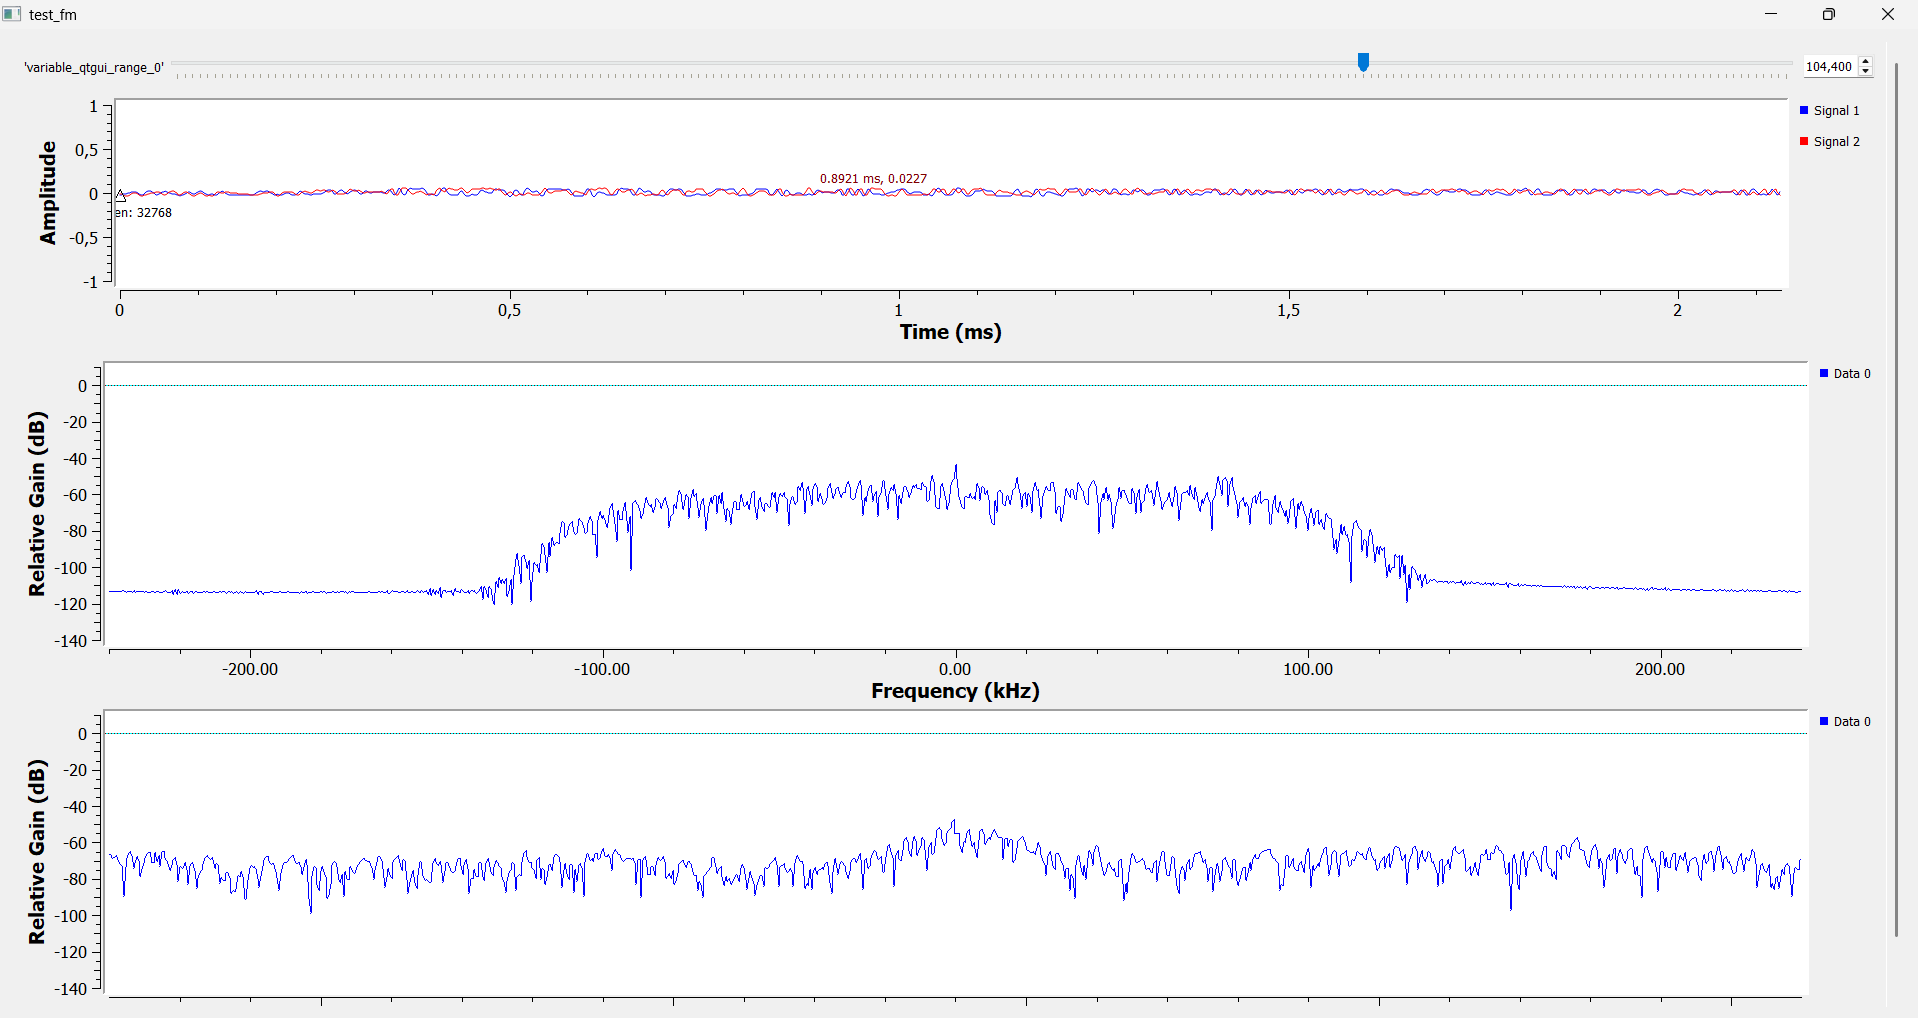 test_fm
'variable_qtgui_range_0'
104,400
Amplitude
1
0,5
0
-0,5
-1
0.8921 ms, 0.0227
en: 32768
Signal 1
Signal 2
0 0,5 1 1,5 2
Time (ms)
Relative Gain (dB)
0
-20
-40
-60
-80
-100
-120
-140
Data 0
-200.00 -100.00 0.00 100.00 200.00
Frequency (kHz)
Relative Gain (dB)
0
-20
-40
-60
-80
-100
-120
-140
Data 0